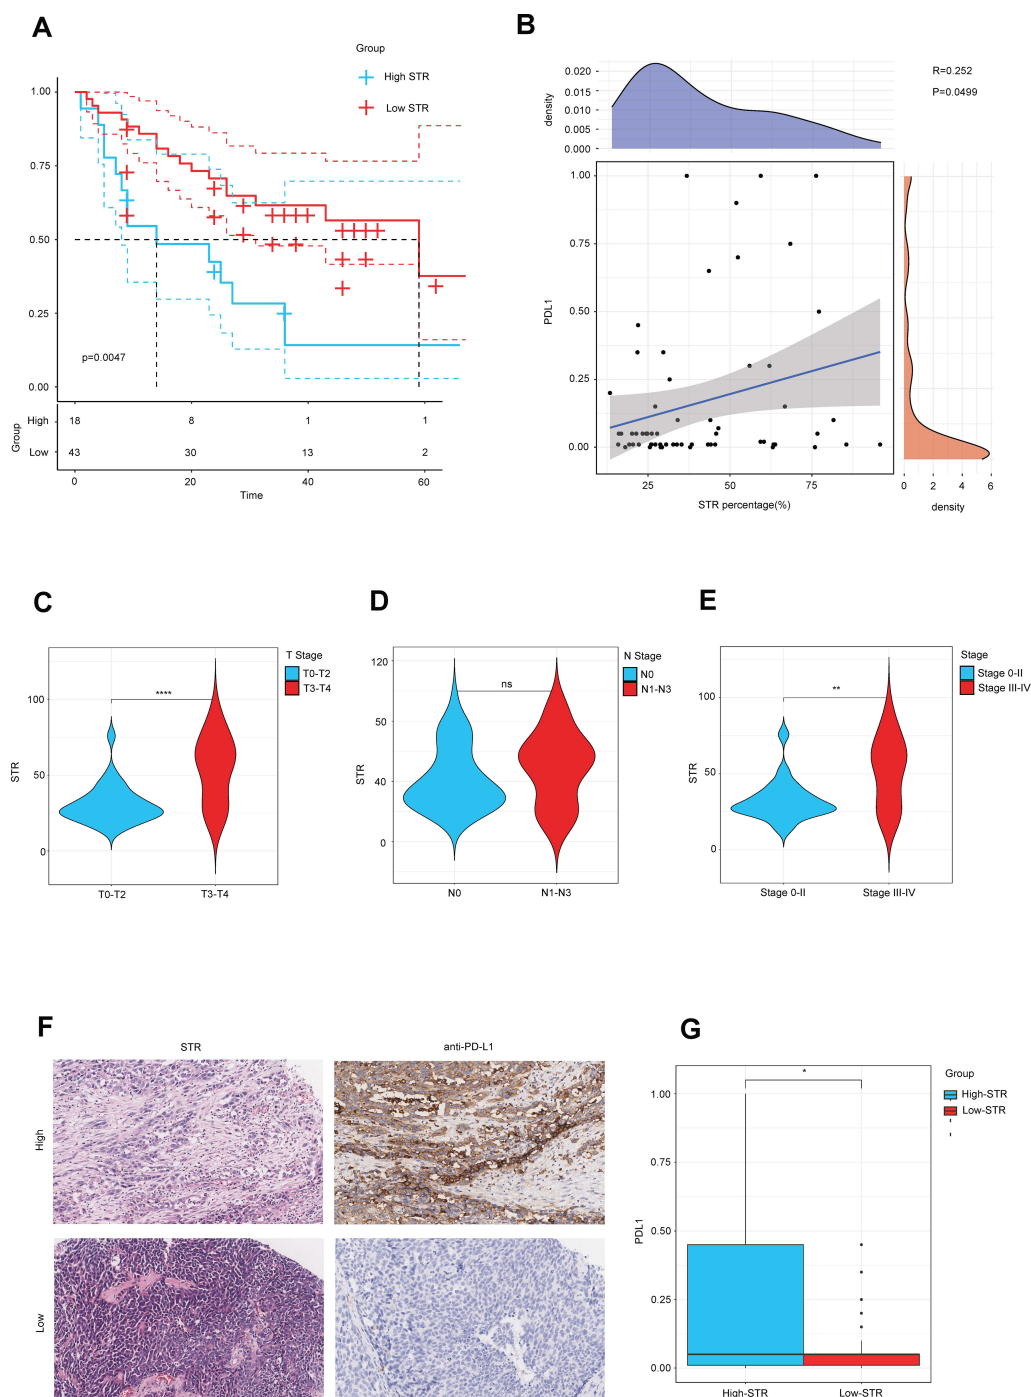 A
Group
High STR
Low STR
1.00
0.75
0.50
0.25
0.00
p=0.0047
Group
High 18 8 1 1
Low 43 30 13 2
0 20 40 60
Time
B
R=0.252
P=0.0499
density
0.020
0.015
0.010
0.005
0.000
PDL1
1.00
0.75
0.50
0.25
0.00
25 50 75
STR percentage(%)
0 2 4 6
density
C
T Stage
T0-T2
T3-T4
****
STR
100
50
0
T0-T2 T3-T4
D
N Stage
N0
N1-N3
ns
STR
120
50
40
0
N0 N1-N3
E
Stage
Stage 0-II
Stage III-IV
**
STR
100
50
0
Stage 0-II Stage III-IV
F
STR anti-PD-L1
High
Low
G
Group
High-STR
Low-STR
*
PDL1
1.00
0.75
0.50
0.25
0.00
High-STR Low-STR